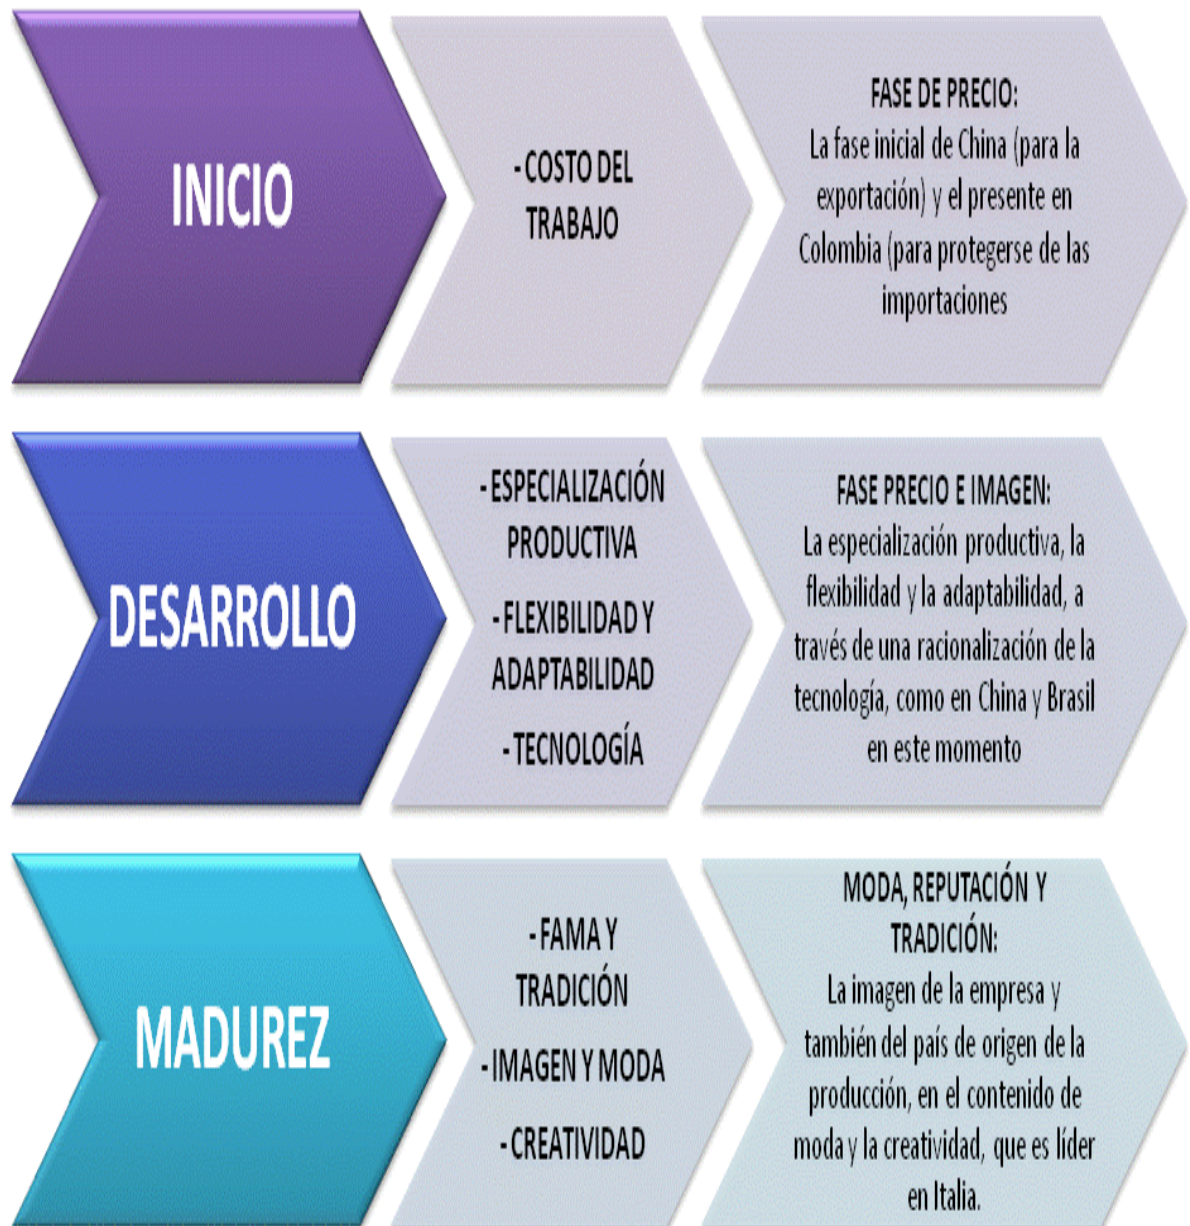 INICIO
- COSTO DEL
TRABAJO
FASE DE PRECIO:
La fase inicial de China (para la
exportación) y el presente en
Colombia (para protegerse de las
importaciones
DESARROLLO
- ESPECIALIZACIÓN
PRODUCTIVA
- FLEXIBILIDAD Y
ADAPTABILIDAD
- TECNOLOGÍA
FASE PRECIO E IMAGEN:
La especialización productiva, la
flexibilidad y la adaptabilidad, a
través de una racionalización de la
tecnología, como en China y Brasil
en este momento
MADUREZ
- FAMA Y
TRADICIÓN
- IMAGEN Y MODA
- CREATIVIDAD
MODA, REPUTACIÓN Y
TRADICIÓN:
La imagen de la empresa y
también del país de origen de la
producción, en el contenido de
moda y la creatividad, que es líder
en Italia.